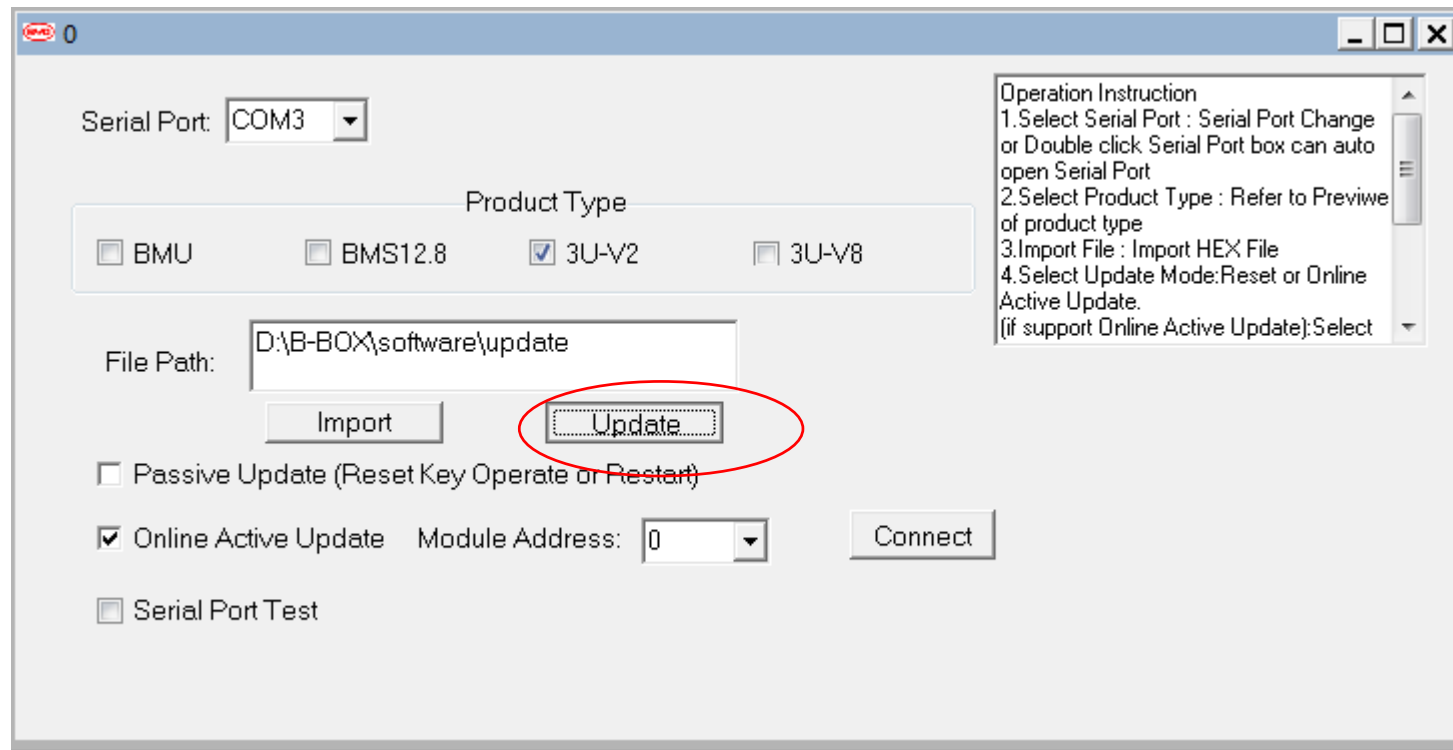 0
Serial Port: COM3
Product Type
BMU BMS12.8 3U-V2 3U-V8
File Path: D:\B-BOX\software\update
Import Update
Passive Update (Reset Key Operate or Restart)
Online Active Update Module Address: 0 Connect
Serial Port Test
Operation Instruction
1.Select Serial Port : Serial Port Change
or Double click Serial Port box can auto
open Serial Port
2.Select Product Type : Refer to Previwe
of product type
3.Import File : Import HEX File
4.Select Update Mode:Reset or Online
Active Update.
(if support Online Active Update):Select